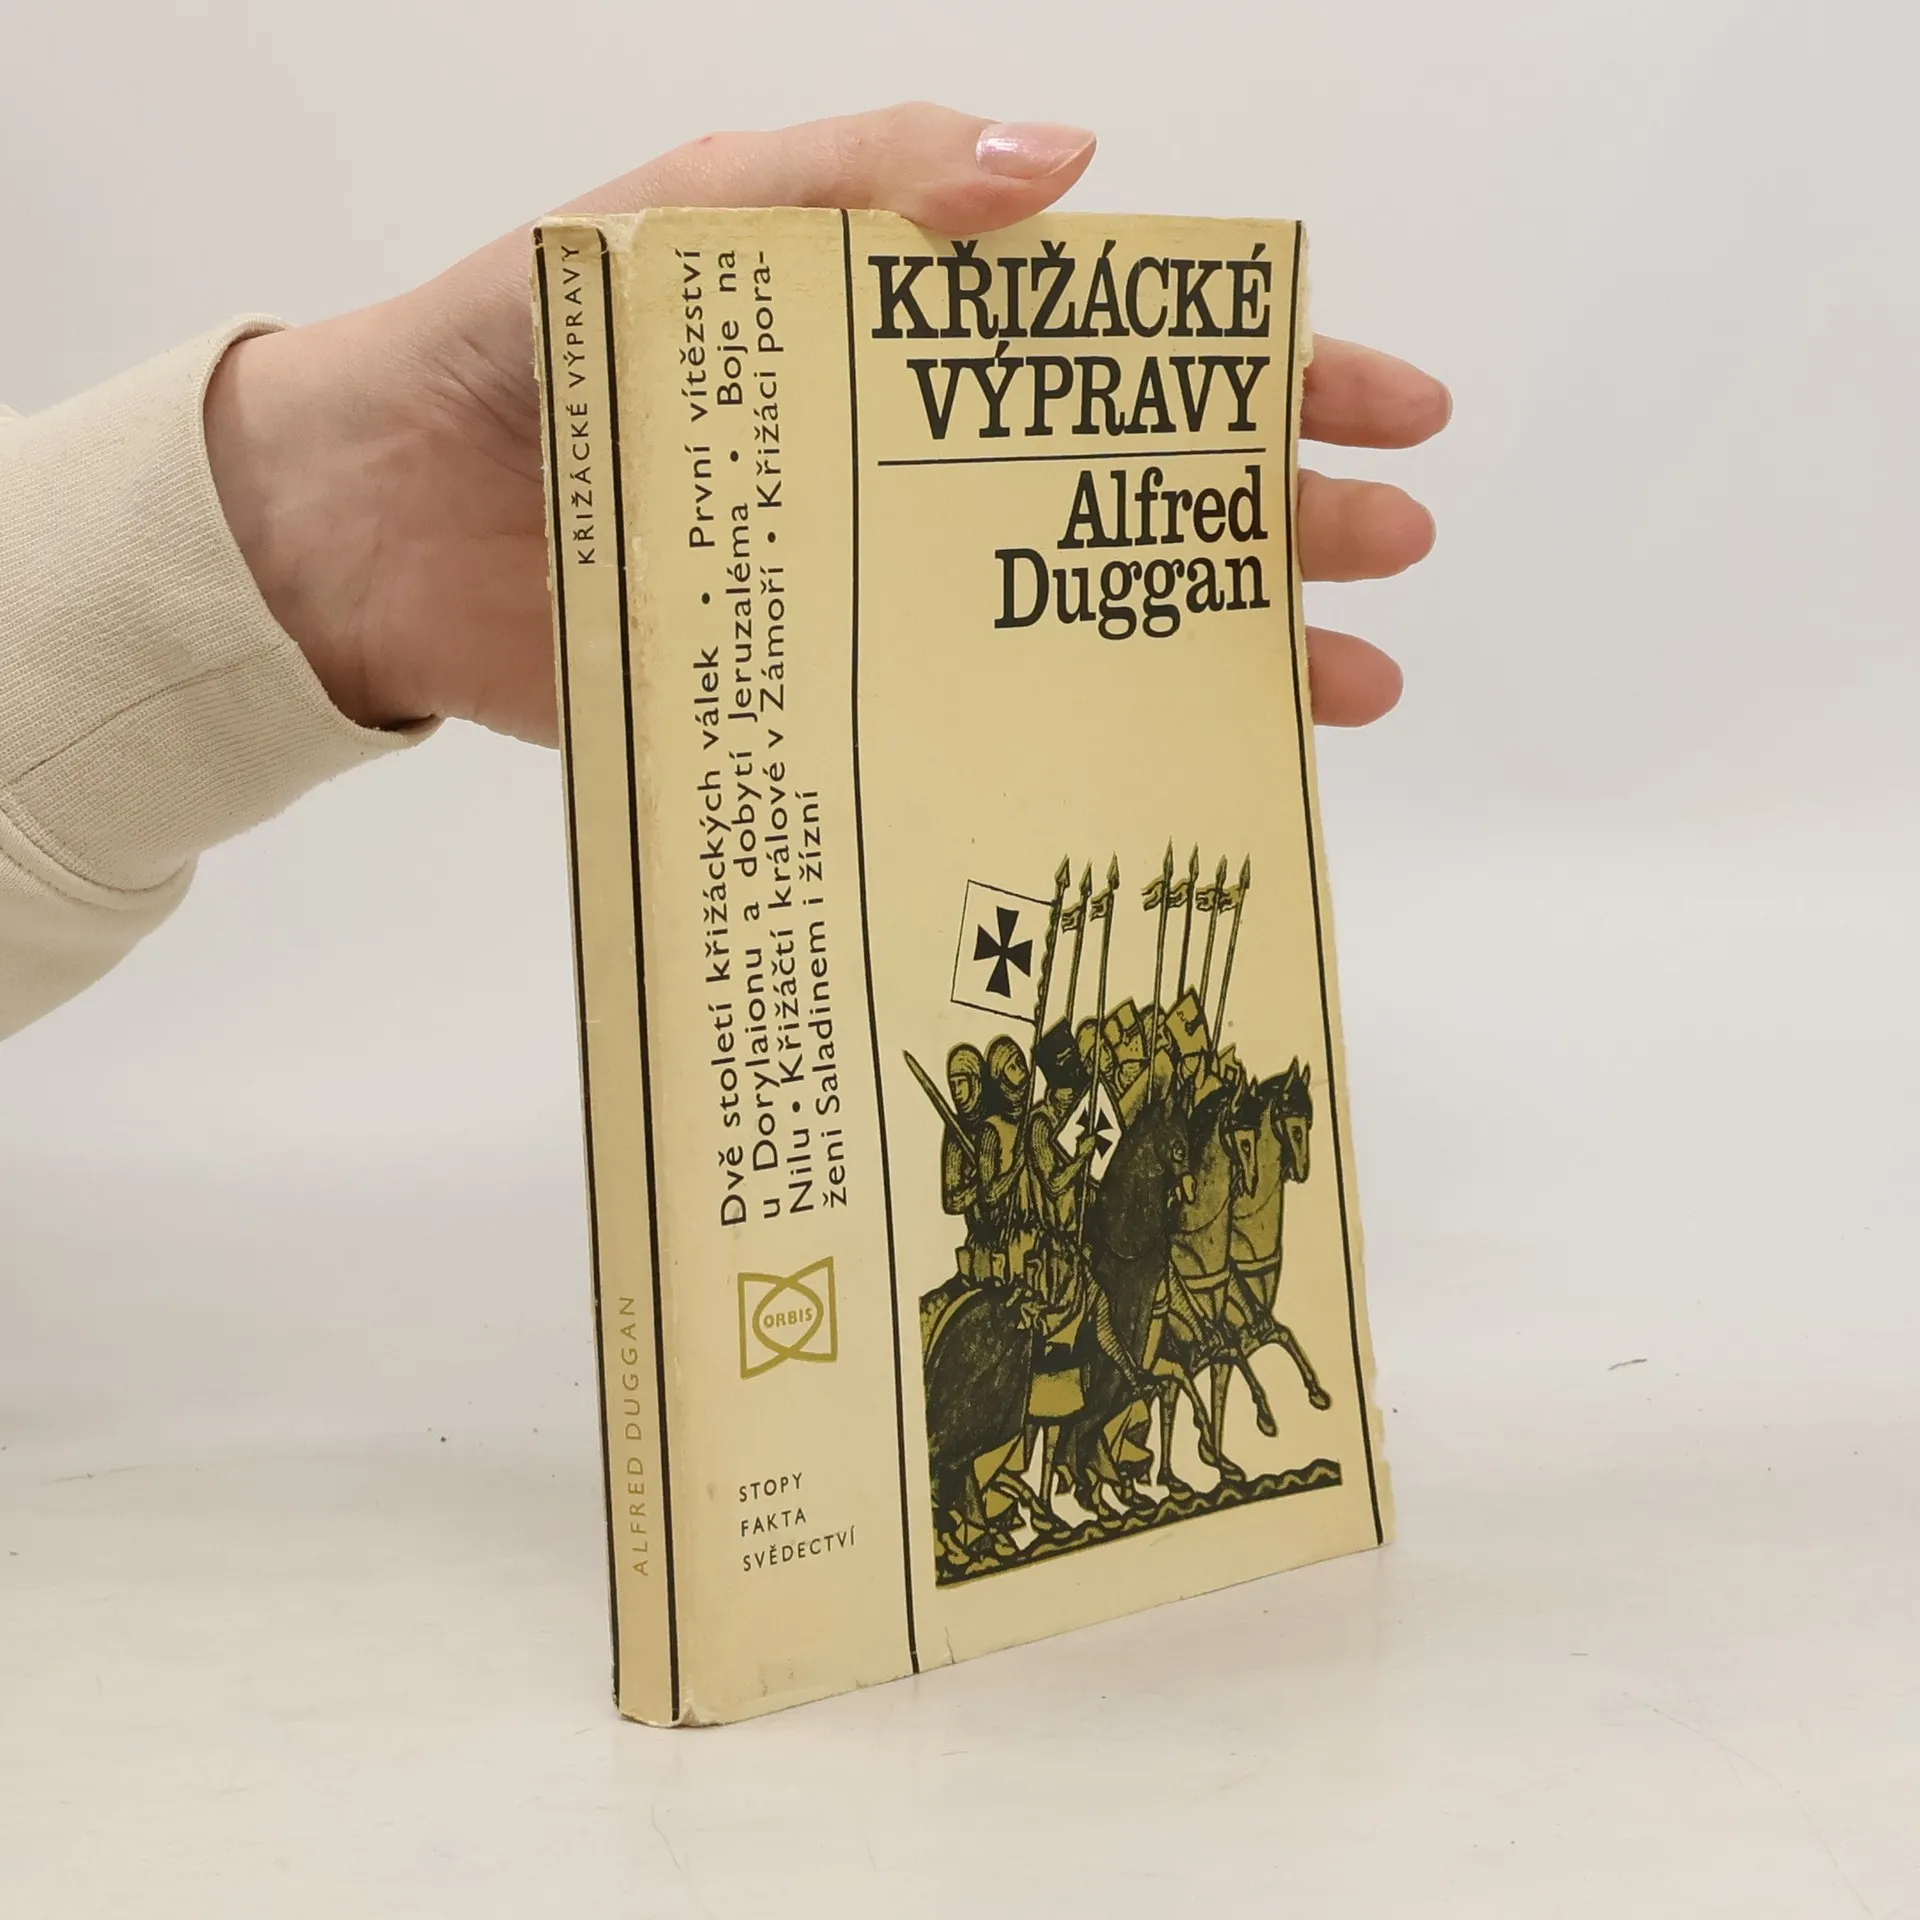 KŘIŽÁCKÉ VÝPRAVY
ALFRED DUGGAN
Dvě století křižáckých válek • První vítězství
u Dorylaionu a dobytí Jeruzaléma • Boje na
Nilu • Křižáčtí králové v Zámoří • Křižáci pora-
ženi Saladinem i žízní
ORBIS
STOPY
FAKTA
SVĚDECTVÍ
KŘIŽÁCKÉ
VÝPRAVY
Alfred
Duggan